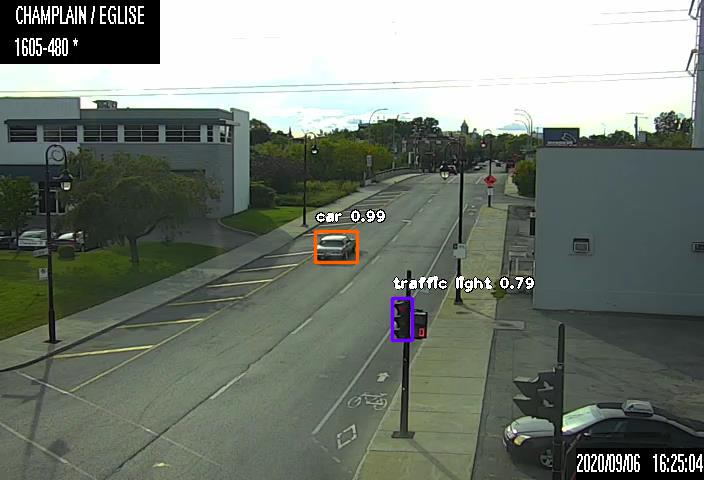 CHAMPLAIN / EGLISE
1605-480 *
car 0.99
traffic light 0.79
2020/09/06 16:25:04